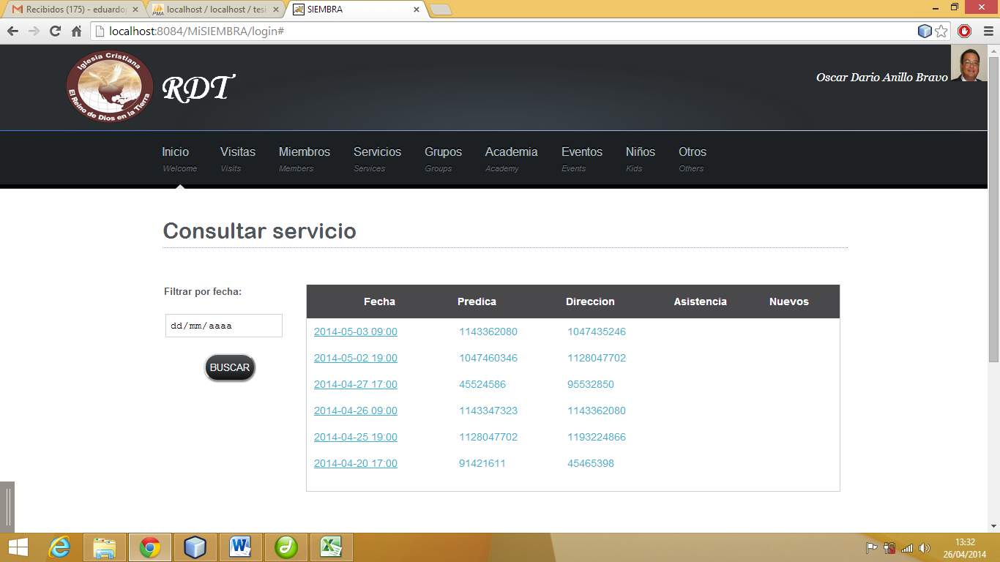 Recibidos (175) - eduardo
localhost / localhost / tesi
SIEMBRA
localhost:8084/MiSIEMBRA/login#
Iglesia Cristiana
El Reino de Dios en la Tierra
RDT
Oscar Dario Anillo Bravo
Inicio Visitas Miembros Servicios Grupos Academia Eventos Niños Otros
Welcome Visits Members Services Groups Academy Events Kids Others
Consultar servicio
Filtrar por fecha:
dd/mm/aaaa
BUSCAR
Fecha Predica Direccion Asistencia Nuevos
2014-05-03 09:00 1143362080 1047435246
2014-05-02 19:00 1047460346 1128047702
2014-04-27 17:00 45524586 95532850
2014-04-26 09:00 1143347323 1143362080
2014-04-25 19:00 1128047702 1193224866
2014-04-20 17:00 91421611 45465398
13:32
26/04/2014